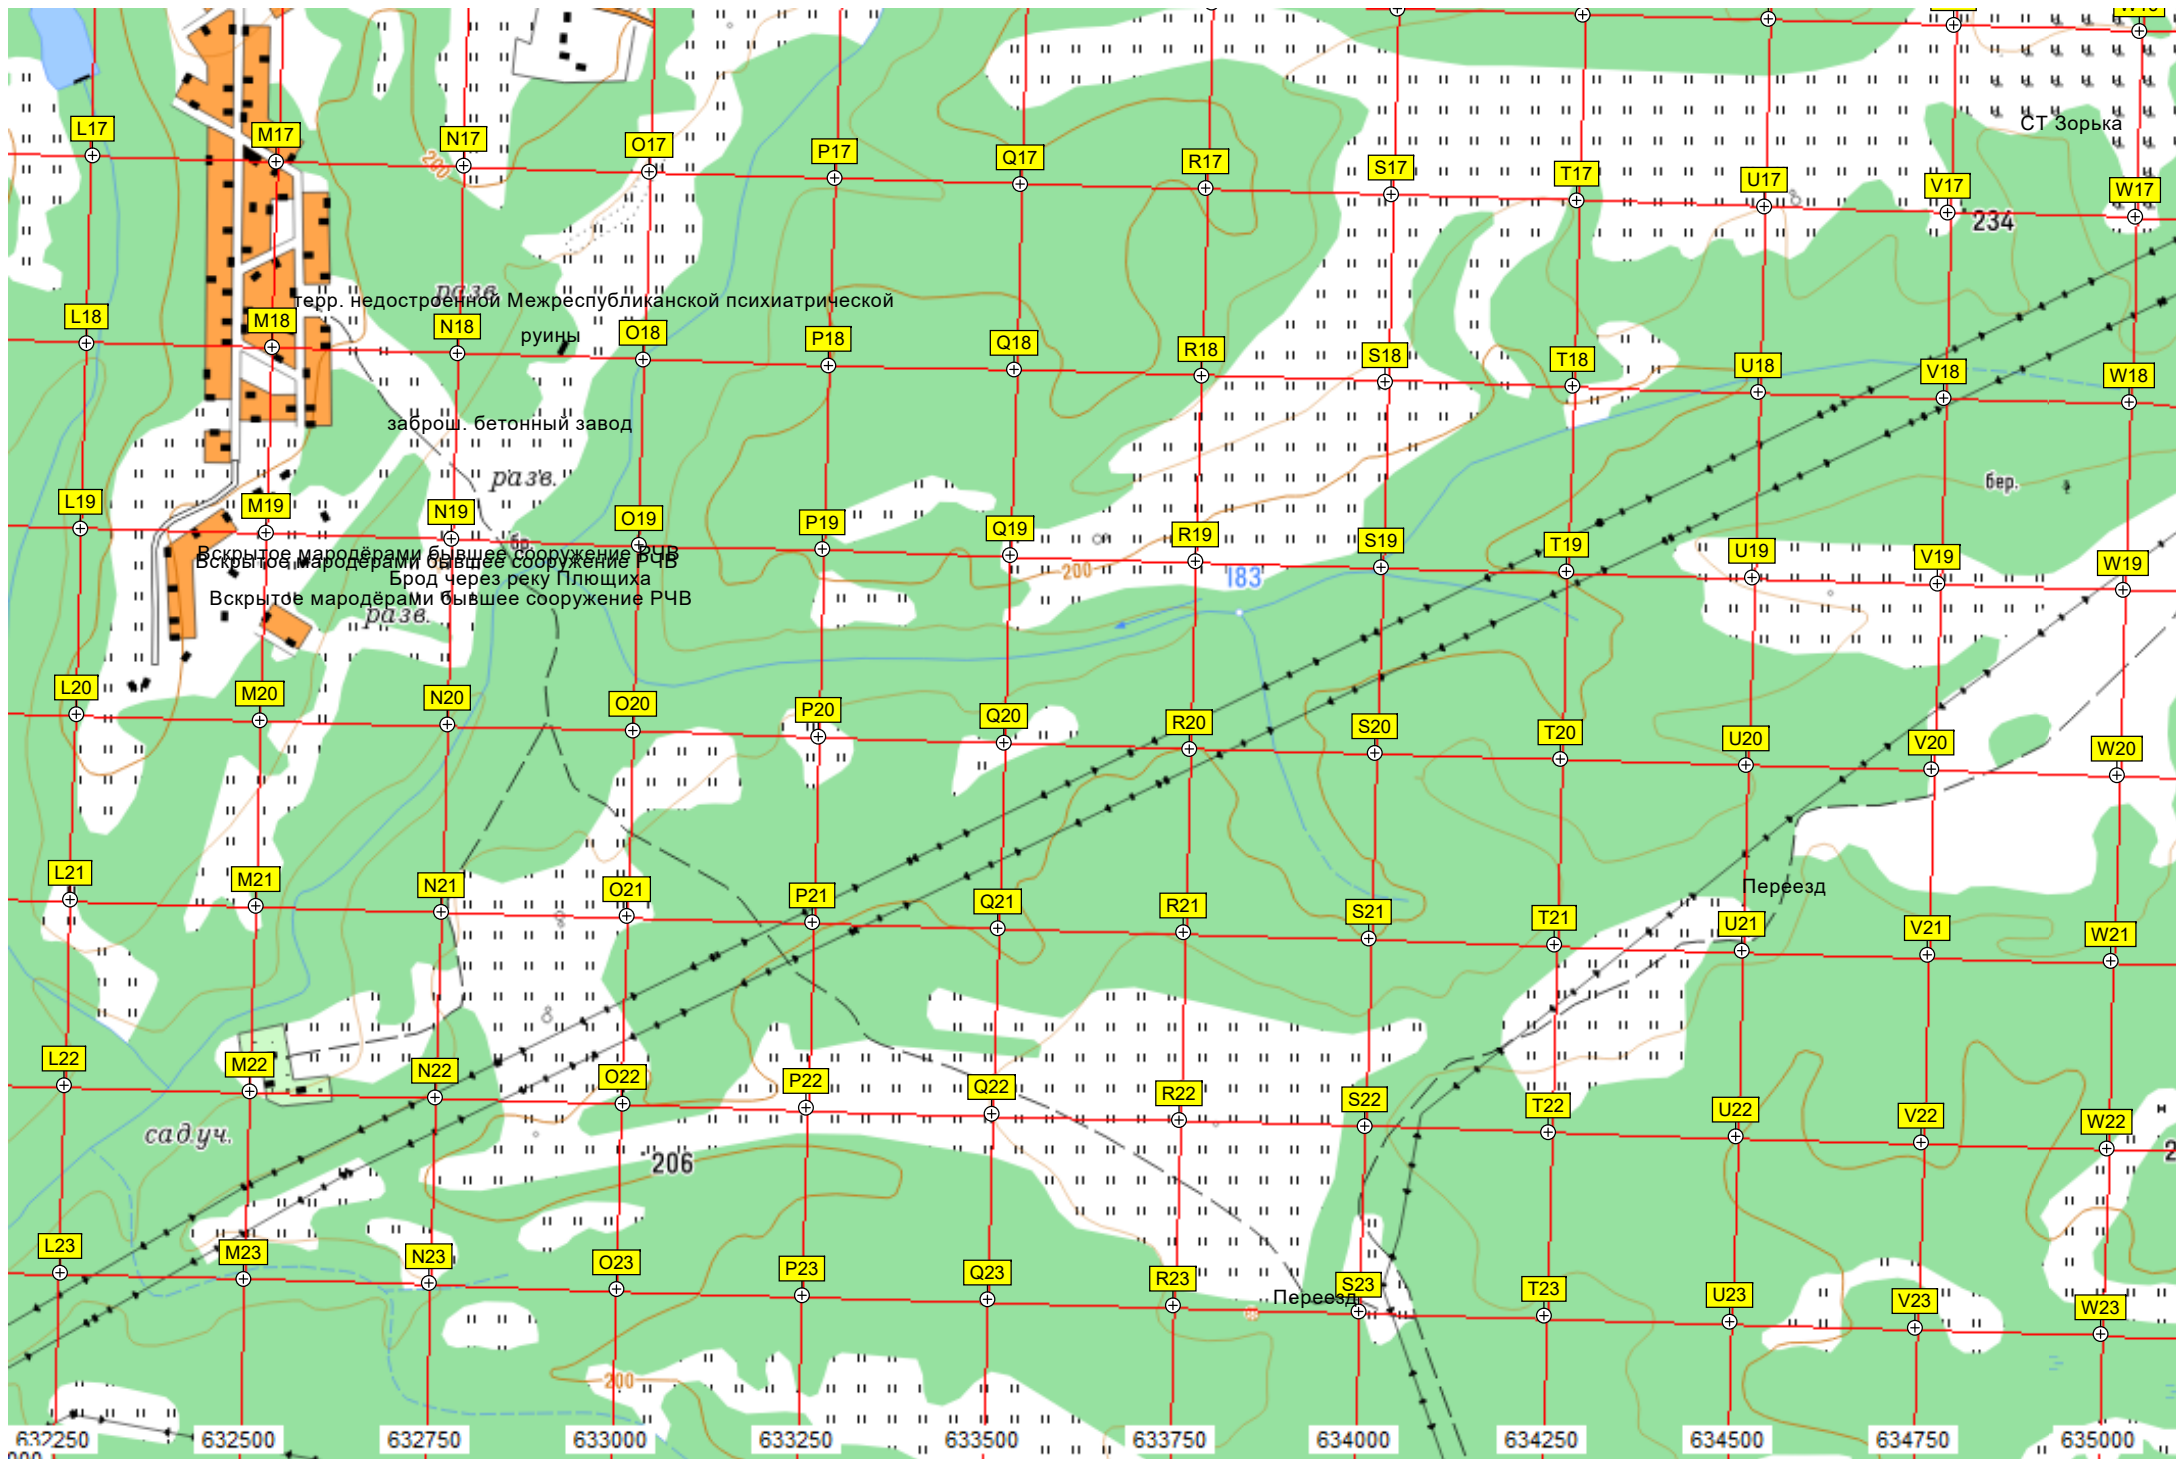 СТ Зорька
L17 M17 N17 O17 P17 Q17 R17 S17 T17 U17 V17 W17
200
234
разв.
терр. недостроенной Межреспубликанской психиатрической
руины
L18 M18 N18 O18 P18 Q18 R18 S18 T18 U18 V18 W18
заброш. бетонный завод
разв.
бер.
L19 M19 N19 O19 P19 Q19 R19 S19 T19 U19 V19 W19
бр.
Вскрытое мародёрами бывшее сооружение РЧВ
Вскрытое мародёрами бывшее сооружение РЧВ
200
183
Брод через реку Плющиха
Вскрытое мародёрами бывшее сооружение РЧВ
разв.
L20 M20 N20 O20 P20 Q20 R20 S20 T20 U20 V20 W20
L21 M21 N21 O21 P21 Q21 R21 S21 T21 U21 V21 W21
Переезд
L22 M22 N22 O22 P22 Q22 R22 S22 T22 U22 V22 W22
сад.уч.
206
L23 M23 N23 O23 P23 Q23 R23 S23 T23 U23 V23 W23
Переезд
200
632250 632500 632750 633000 633250 633500 633750 634000 634250 634500 634750 635000